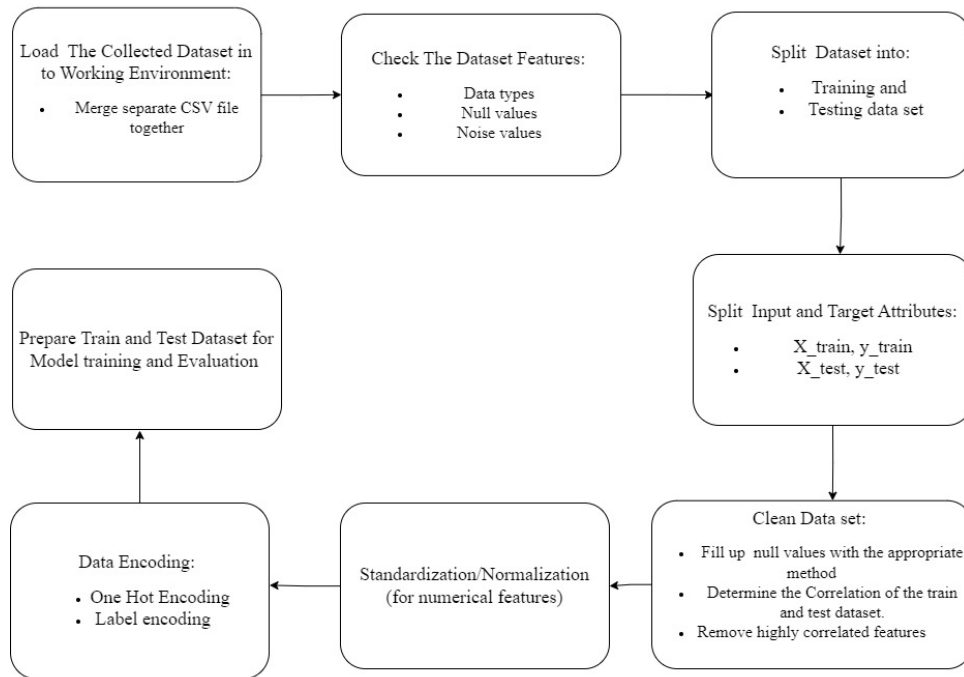 Load The Collected Dataset in
to Working Environment:
• Merge separate CSV file
together
Check The Dataset Features:
• Data types
• Null values
• Noise values
Split Dataset into:
• Training and
• Testing data set
Split Input and Target Attributes:
• X_train, y_train
• X_test, y_test
Clean Data set:
• Fill up null values with the appropriate
method
• Determine the Correlation of the train
and test dataset.
• Remove highly correlated features
Standardization/Normalization
(for numerical features)
Data Encoding:
• One Hot Encoding
• Label encoding
Prepare Train and Test Dataset for
Model training and Evaluation